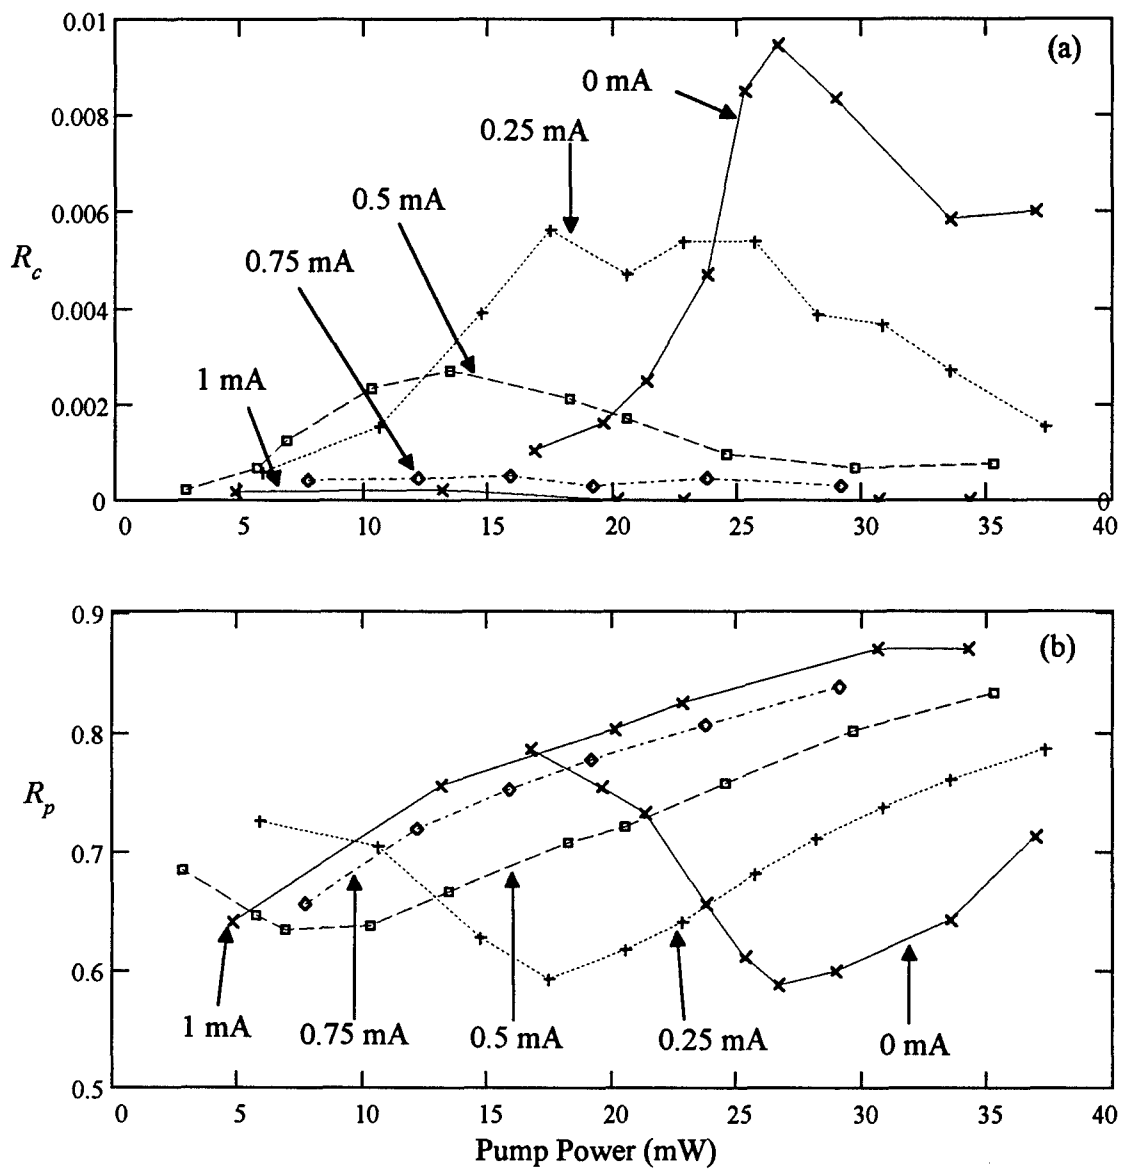 0.01
(a)
0 mA
0.008
0.25 mA
0.5 mA
0.006
R_c
0.75 mA
0.004
1 mA
0.002
0
0
0 5 10 15 20 25 30 35 40
0.9
(b)
0.8
R_p
0.7
0.6
1 mA 0.75 mA 0.5 mA 0.25 mA 0 mA
0.5
0 5 10 15 20 25 30 35 40
Pump Power (mW)